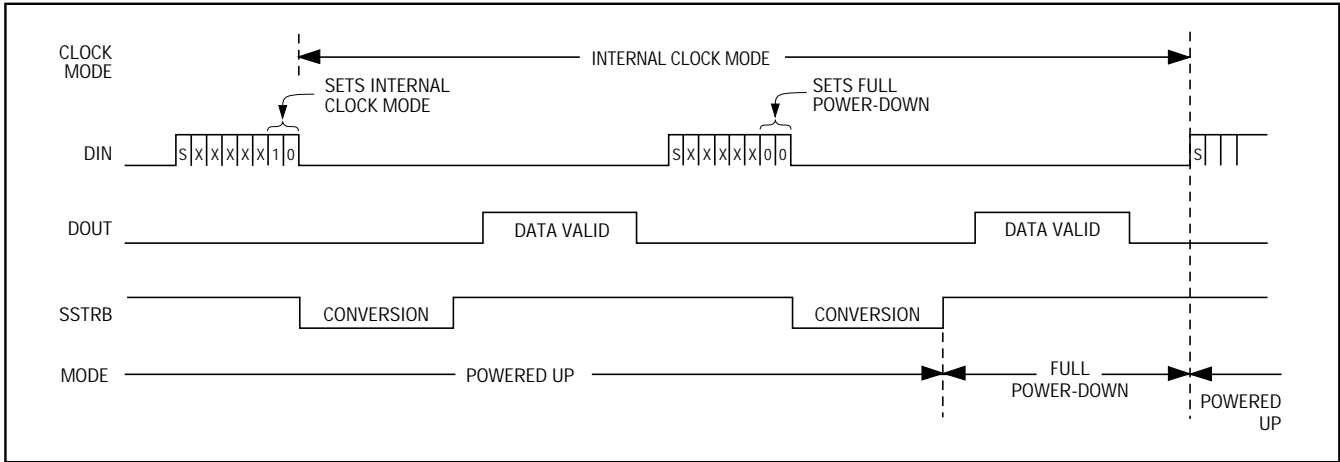 CLOCK
MODE
INTERNAL CLOCK MODE
SETS INTERNAL
CLOCK MODE
SETS FULL
POWER-DOWN
DIN
S X X X X X 1 0
S X X X X X 0 0
S
DOUT
DATA VALID
DATA VALID
SSTRB
CONVERSION
CONVERSION
MODE
POWERED UP
FULL
POWER-DOWN
POWERED
UP